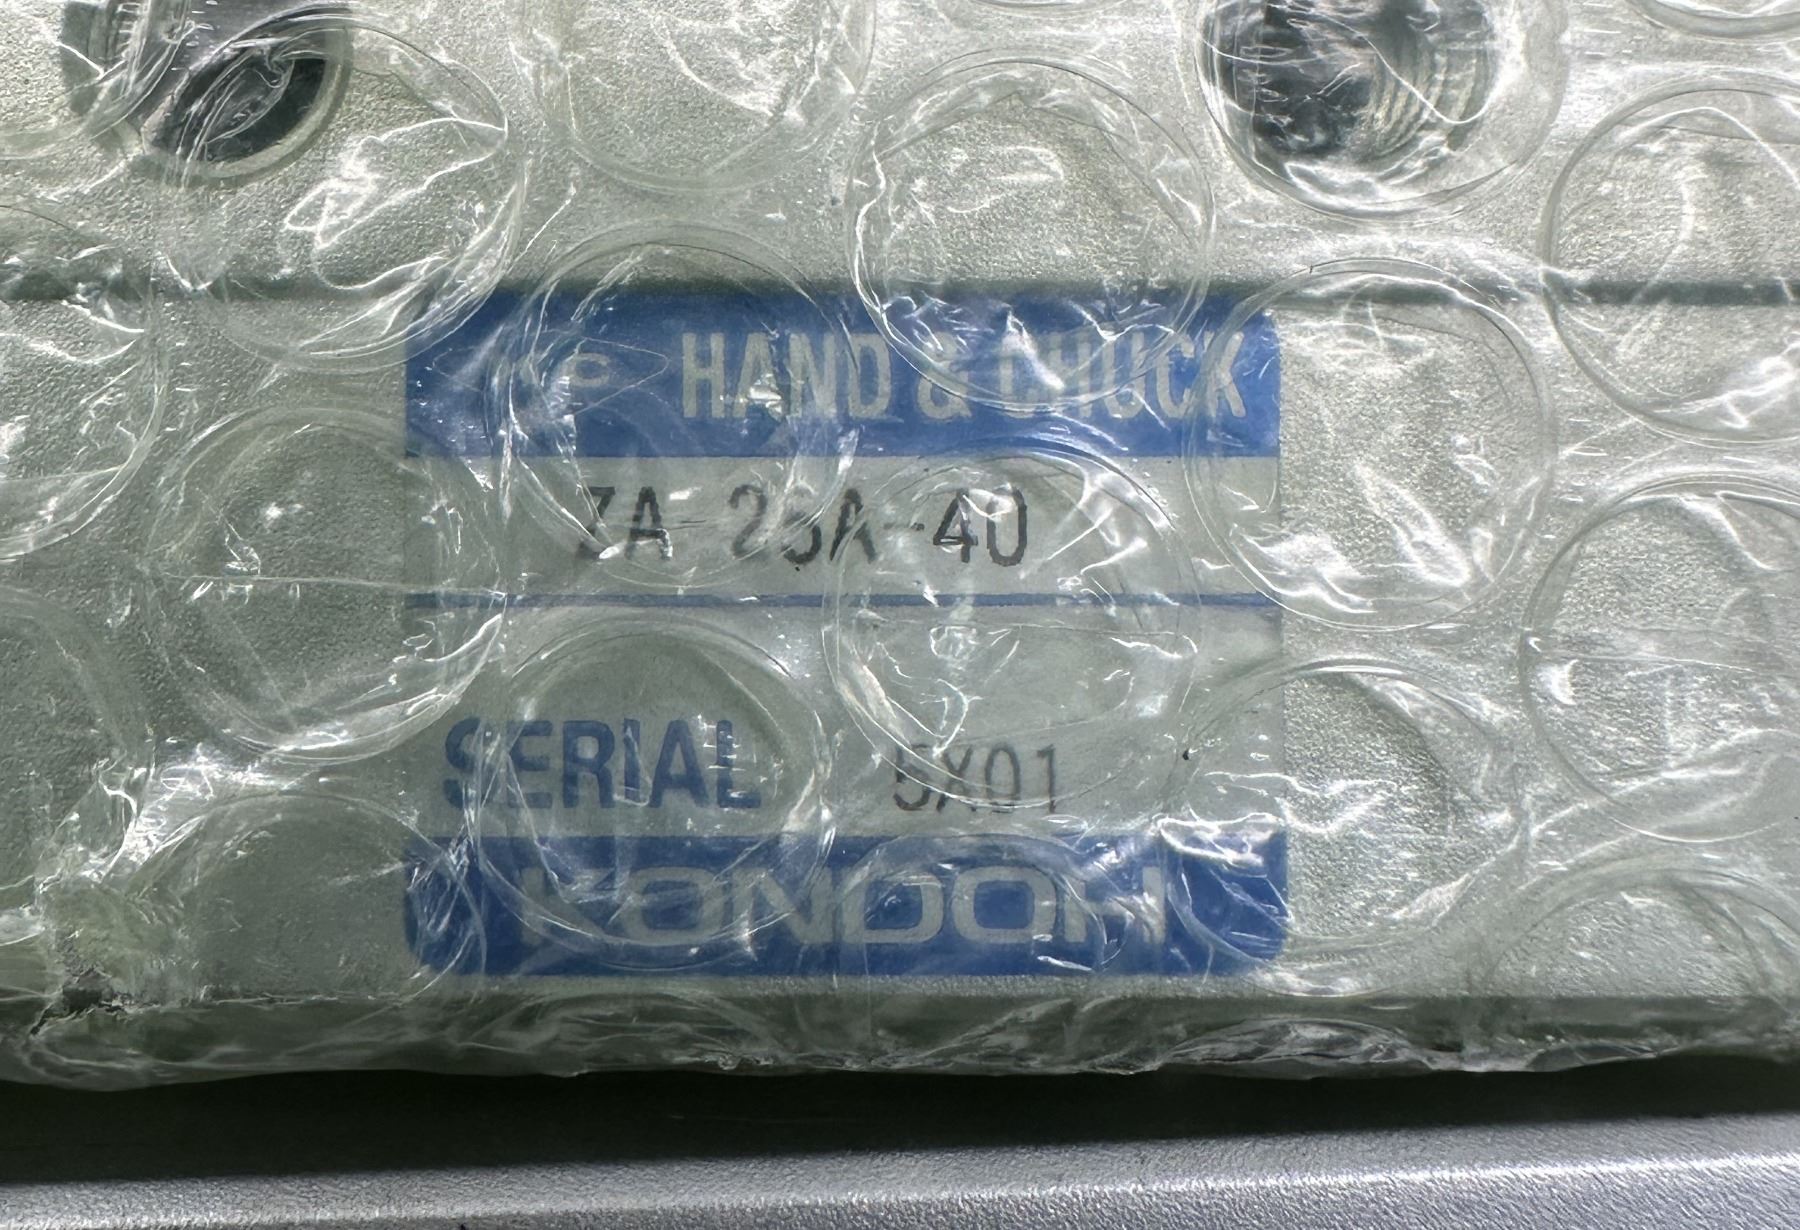 HAND & CHUCK
ZA-25A-40
SERIAL 5X01
KONDOH